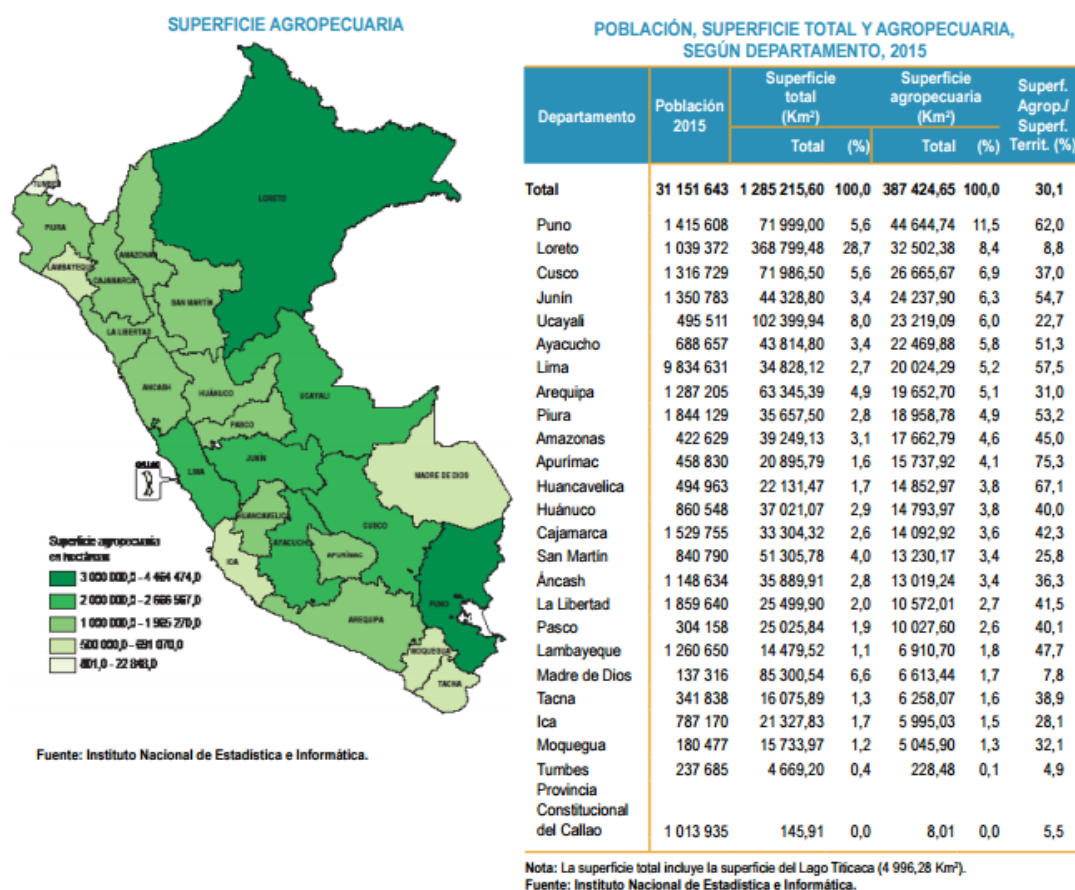 SUPERFICIE AGROPECUARIA
TUMBES
PIURA
LAMBAYEQUE
CAJAMARCA
AMAZONAS
LORETO
SAN MARTÍN
LA LIBERTAD
ANCASH
HUÁNUCO
PASCO
UCAYALI
LIMA
CALLAO
JUNÍN
MADRE DE DIOS
HUANCAVELICA
CUSCO
ICA
AYACUCHO
APURÍMAC
AREQUIPA
PUNO
MOQUEGUA
TACNA
Superficie agropecuaria
en hectáreas
3 000 000,0 - 4 464 474,0
2 000 000,0 - 2 666 567,0
1 000 000,0 - 1 965 270,0
500 000,0 - 691 070,0
801,0 - 22 848,0
Fuente: Instituto Nacional de Estadística e Informática.
POBLACIÓN, SUPERFICIE TOTAL Y AGROPECUARIA,
SEGÚN DEPARTAMENTO, 2015
Departamento Población 2015 Superficie total (Km²) Superficie agropecuaria (Km²) Superf. Agrop./ Superf. Territ. (%)
Total (%) Total (%)
Total 31 151 643 1 285 215,60 100,0 387 424,65 100,0 30,1
Puno 1 415 608 71 999,00 5,6 44 644,74 11,5 62,0
Loreto 1 039 372 368 799,48 28,7 32 502,38 8,4 8,8
Cusco 1 316 729 71 986,50 5,6 26 665,67 6,9 37,0
Junín 1 350 783 44 328,80 3,4 24 237,90 6,3 54,7
Ucayali 495 511 102 399,94 8,0 23 219,09 6,0 22,7
Ayacucho 688 657 43 814,80 3,4 22 469,88 5,8 51,3
Lima 9 834 631 34 828,12 2,7 20 024,29 5,2 57,5
Arequipa 1 287 205 63 345,39 4,9 19 652,70 5,1 31,0
Piura 1 844 129 35 657,50 2,8 18 958,78 4,9 53,2
Amazonas 422 629 39 249,13 3,1 17 662,79 4,6 45,0
Apurímac 458 830 20 895,79 1,6 15 737,92 4,1 75,3
Huancavelica 494 963 22 131,47 1,7 14 852,97 3,8 67,1
Huánuco 860 548 37 021,07 2,9 14 793,97 3,8 40,0
Cajamarca 1 529 755 33 304,32 2,6 14 092,92 3,6 42,3
San Martín 840 790 51 305,78 4,0 13 230,17 3,4 25,8
Áncash 1 148 634 35 889,91 2,8 13 019,24 3,4 36,3
La Libertad 1 859 640 25 499,90 2,0 10 572,01 2,7 41,5
Pasco 304 158 25 025,84 1,9 10 027,60 2,6 40,1
Lambayeque 1 260 650 14 479,52 1,1 6 910,70 1,8 47,7
Madre de Dios 137 316 85 300,54 6,6 6 613,44 1,7 7,8
Tacna 341 838 16 075,89 1,3 6 258,07 1,6 38,9
Ica 787 170 21 327,83 1,7 5 995,03 1,5 28,1
Moquegua 180 477 15 733,97 1,2 5 045,90 1,3 32,1
Tumbes 237 685 4 669,20 0,4 228,48 0,1 4,9
Provincia
Constitucional
del Callao 1 013 935 145,91 0,0 8,01 0,0 5,5
Nota: La superficie total incluye la superficie del Lago Titicaca (4 996,28 Km²).
Fuente: Instituto Nacional de Estadística e Informática.